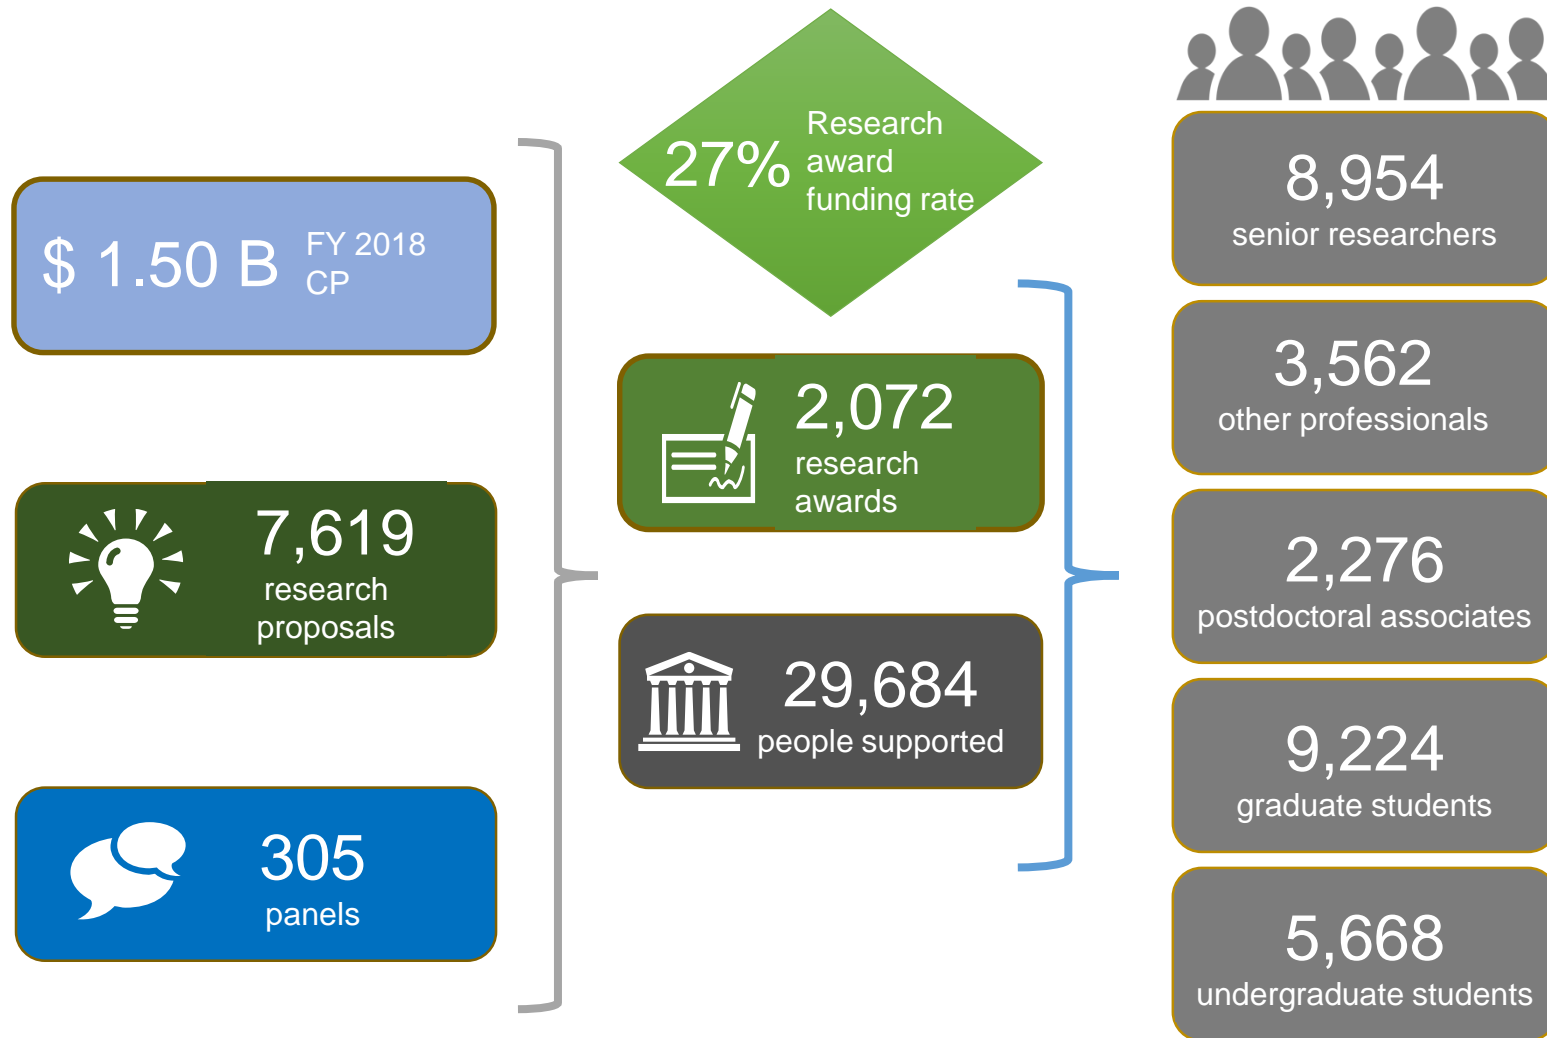 $ 1.50 B
FY 2018
CP
7,619
research
proposals
305
panels
27%
Research
award
funding rate
2,072
research
awards
29,684
people supported
8,954
senior researchers
3,562
other professionals
2,276
postdoctoral associates
9,224
graduate students
5,668
undergraduate students